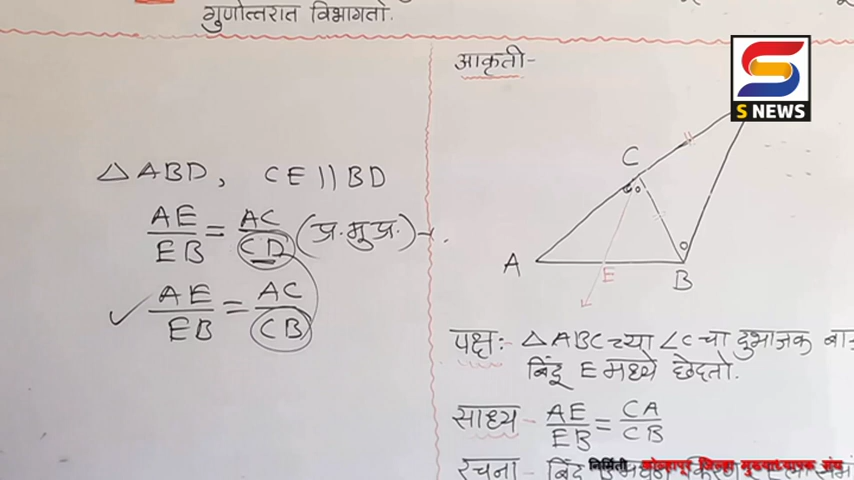 गुणोत्तरात विभागतो.
△ABD, CE || BD
AE/EB = AC/CD (प्र.मुप्र.)
✓ AE/EB = AC/CB
आकृती-
S NEWS
C
A
E
B
पक्षः- △ABC च्या ∠C चा दुभाजक
बिंदू E मध्ये छेदतो.
साध्य - AE/EB = CA/CB
रचना - बिंदू
निर्मिती कोल्हापूर जिल्हा मुख्याध्यापक संघ